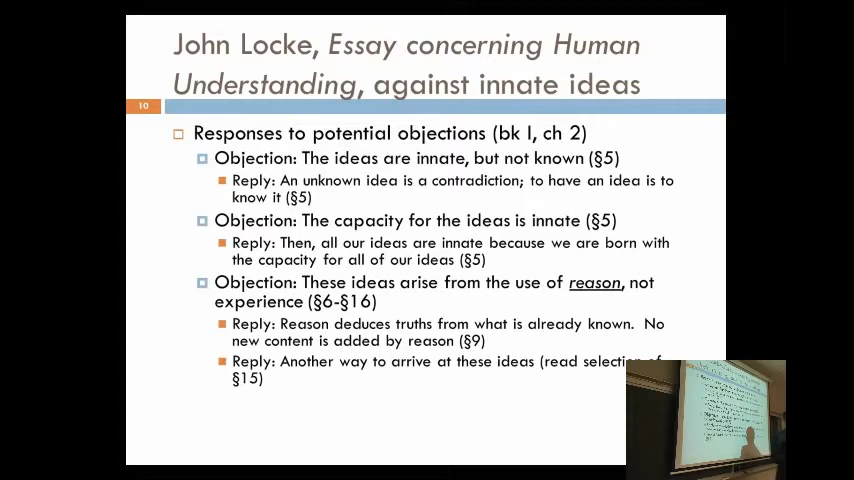 John Locke, Essay concerning Human
Understanding, against innate ideas
10
Responses to potential objections (bk I, ch 2)
Objection: The ideas are innate, but not known (§5)
Reply: An unknown idea is a contradiction; to have an idea is to
know it (§5)
Objection: The capacity for the ideas is innate (§5)
Reply: Then, all our ideas are innate because we are born with
the capacity for all of our ideas (§5)
Objection: These ideas arise from the use of reason, not
experience (§6-§16)
Reply: Reason deduces truths from what is already known. No
new content is added by reason (§9)
Reply: Another way to arrive at these ideas (read selection of
§15)